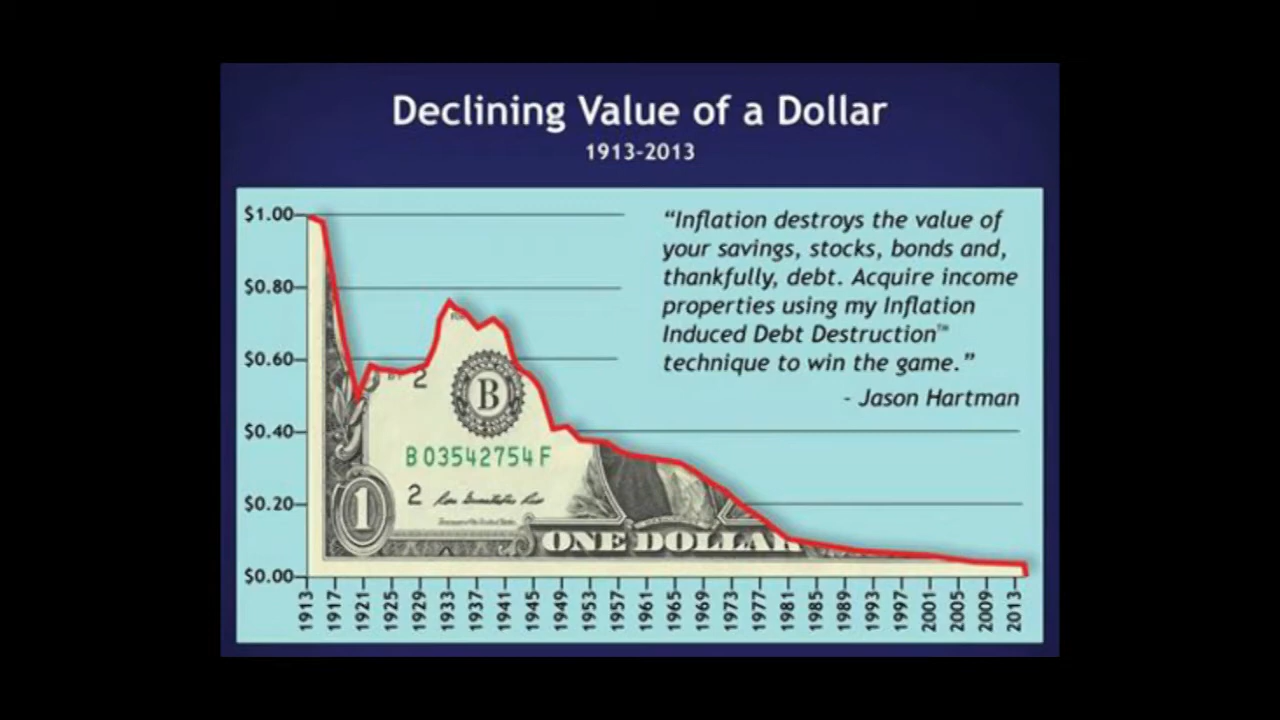 Declining Value of a Dollar
1913-2013
$1.00
$0.80
$0.60
$0.40
$0.20
$0.00
“Inflation destroys the value of
your savings, stocks, bonds and,
thankfully, debt. Acquire income
properties using my Inflation
Induced Debt Destruction™
technique to win the game.”
- Jason Hartman
2
B
B 03542754 F
1
2
ONE DOLLAR
1913 1917 1921 1925 1929 1933 1937 1941 1945 1949 1953 1957 1961 1965 1969 1973 1977 1981 1985 1989 1993 1997 2001 2005 2009 2013